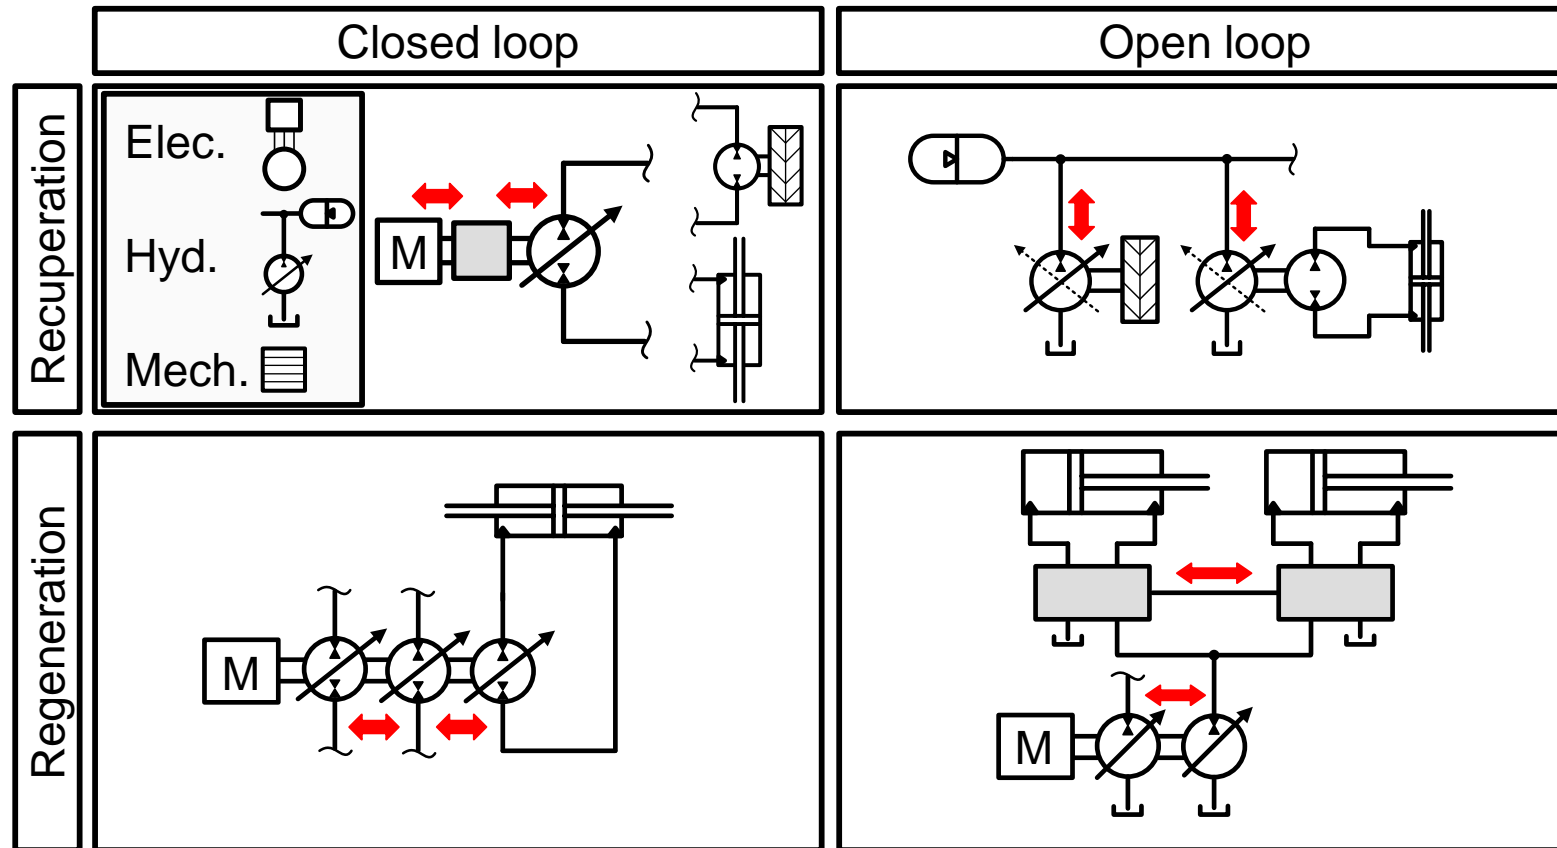 Closed loop
Open loop
Recuperation
Elec.
Hyd.
Mech.
M
Regeneration
M
M